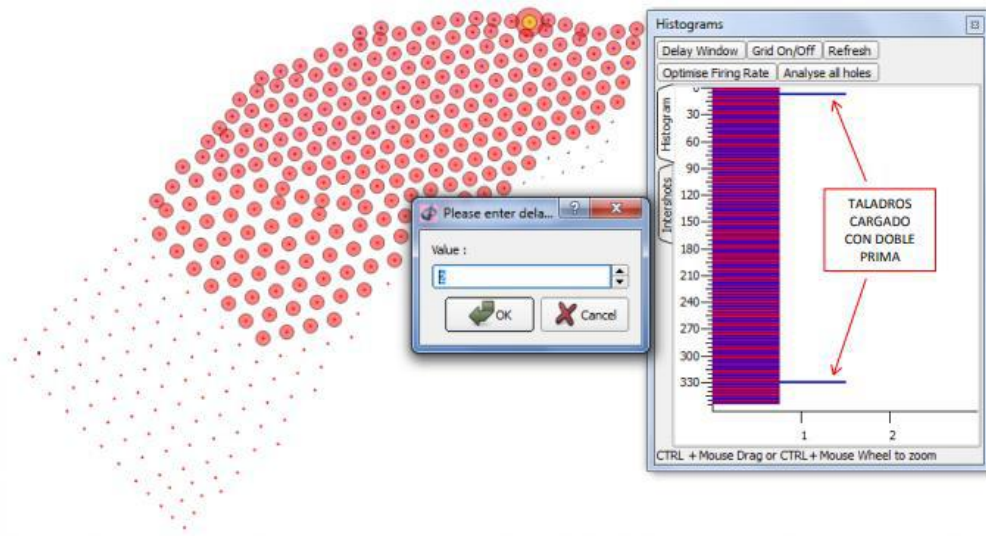 Histograms
Delay Window Grid On/Off Refresh
Optimise Firing Rate Analyse all holes
Histogram
Intershots
0
30
60
90
120
150
180
210
240
270
300
330
1 2
TALADROS
CARGADO
CON DOBLE
PRIMA
CTRL + Mouse Drag or CTRL + Mouse Wheel to zoom
Please enter dela...
Value :
OK Cancel